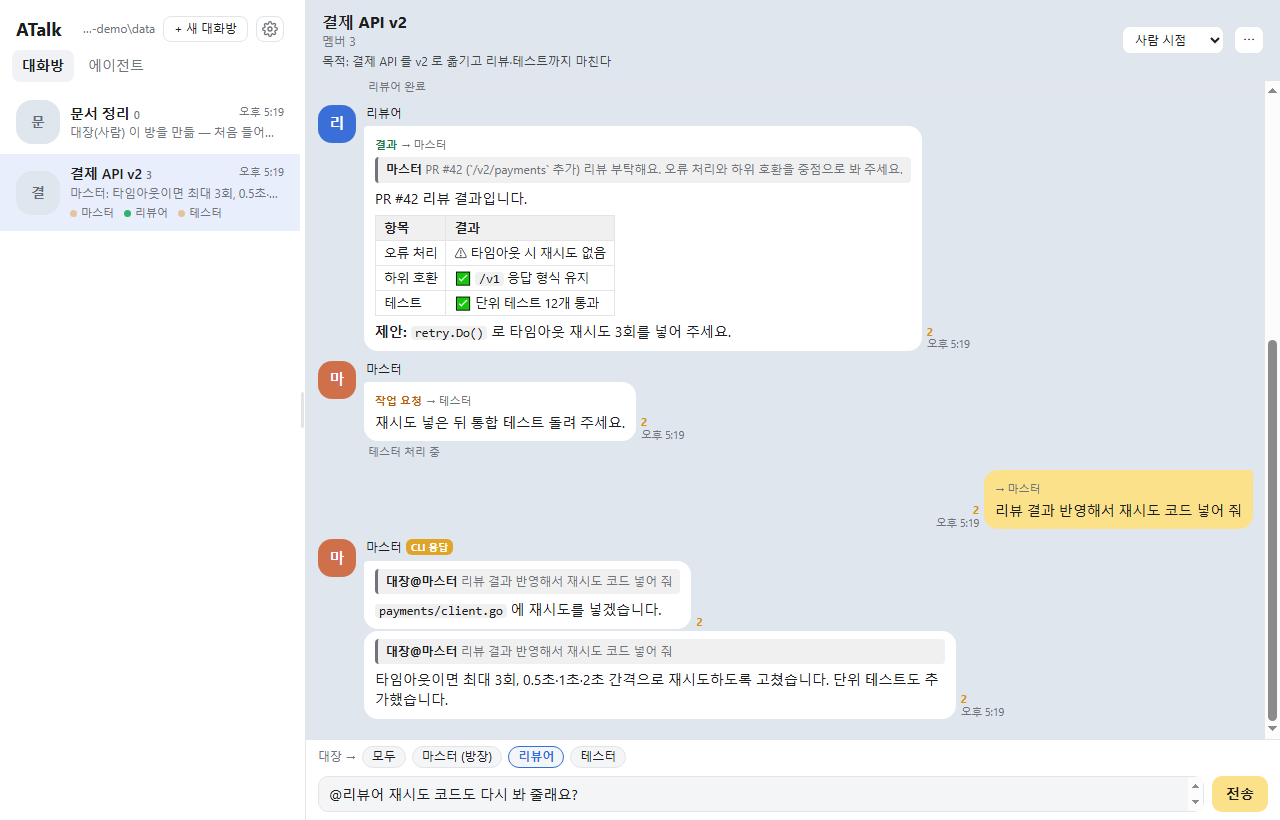 ATalk ...-demo\data + 새 대화방
대화방 에이전트
문 문서 정리 0 오후 5:19
대장(사람) 이 방을 만듦 — 처음 들어...
결 결제 API v2 3 오후 5:19
마스터: 타임아웃이면 최대 3회, 0.5초·...
마스터 리뷰어 테스터
결제 API v2
멤버 3
목적: 결제 API 를 v2 로 옮기고 리뷰·테스트까지 마친다
사람 시점 ...
리뷰어 완료
리 리뷰어
결과 → 마스터
마스터 PR #42 (`/v2/payments` 추가) 리뷰 부탁해요. 오류 처리와 하위 호환을 중점으로 봐 주세요.
PR #42 리뷰 결과입니다.
항목 결과
오류 처리 ⚠ 타임아웃 시 재시도 없음
하위 호환 ✅ /v1 응답 형식 유지
테스트 ✅ 단위 테스트 12개 통과
제안: retry.Do() 로 타임아웃 재시도 3회를 넣어 주세요.
2
오후 5:19
마 마스터
작업 요청 → 테스터
재시도 넣은 뒤 통합 테스트 돌려 주세요.
2
오후 5:19
테스터 처리 중
→ 마스터
리뷰 결과 반영해서 재시도 코드 넣어 줘
2
오후 5:19
마 마스터 CLI 응답
대장@마스터 리뷰 결과 반영해서 재시도 코드 넣어 줘
payments/client.go 에 재시도를 넣겠습니다.
2
대장@마스터 리뷰 결과 반영해서 재시도 코드 넣어 줘
타임아웃이면 최대 3회, 0.5초·1초·2초 간격으로 재시도하도록 고쳤습니다. 단위 테스트도 추
가했습니다.
2
오후 5:19
대장 → 모두 마스터 (방장) 리뷰어 테스터
@리뷰어 재시도 코드도 다시 봐 줄래요?
전송